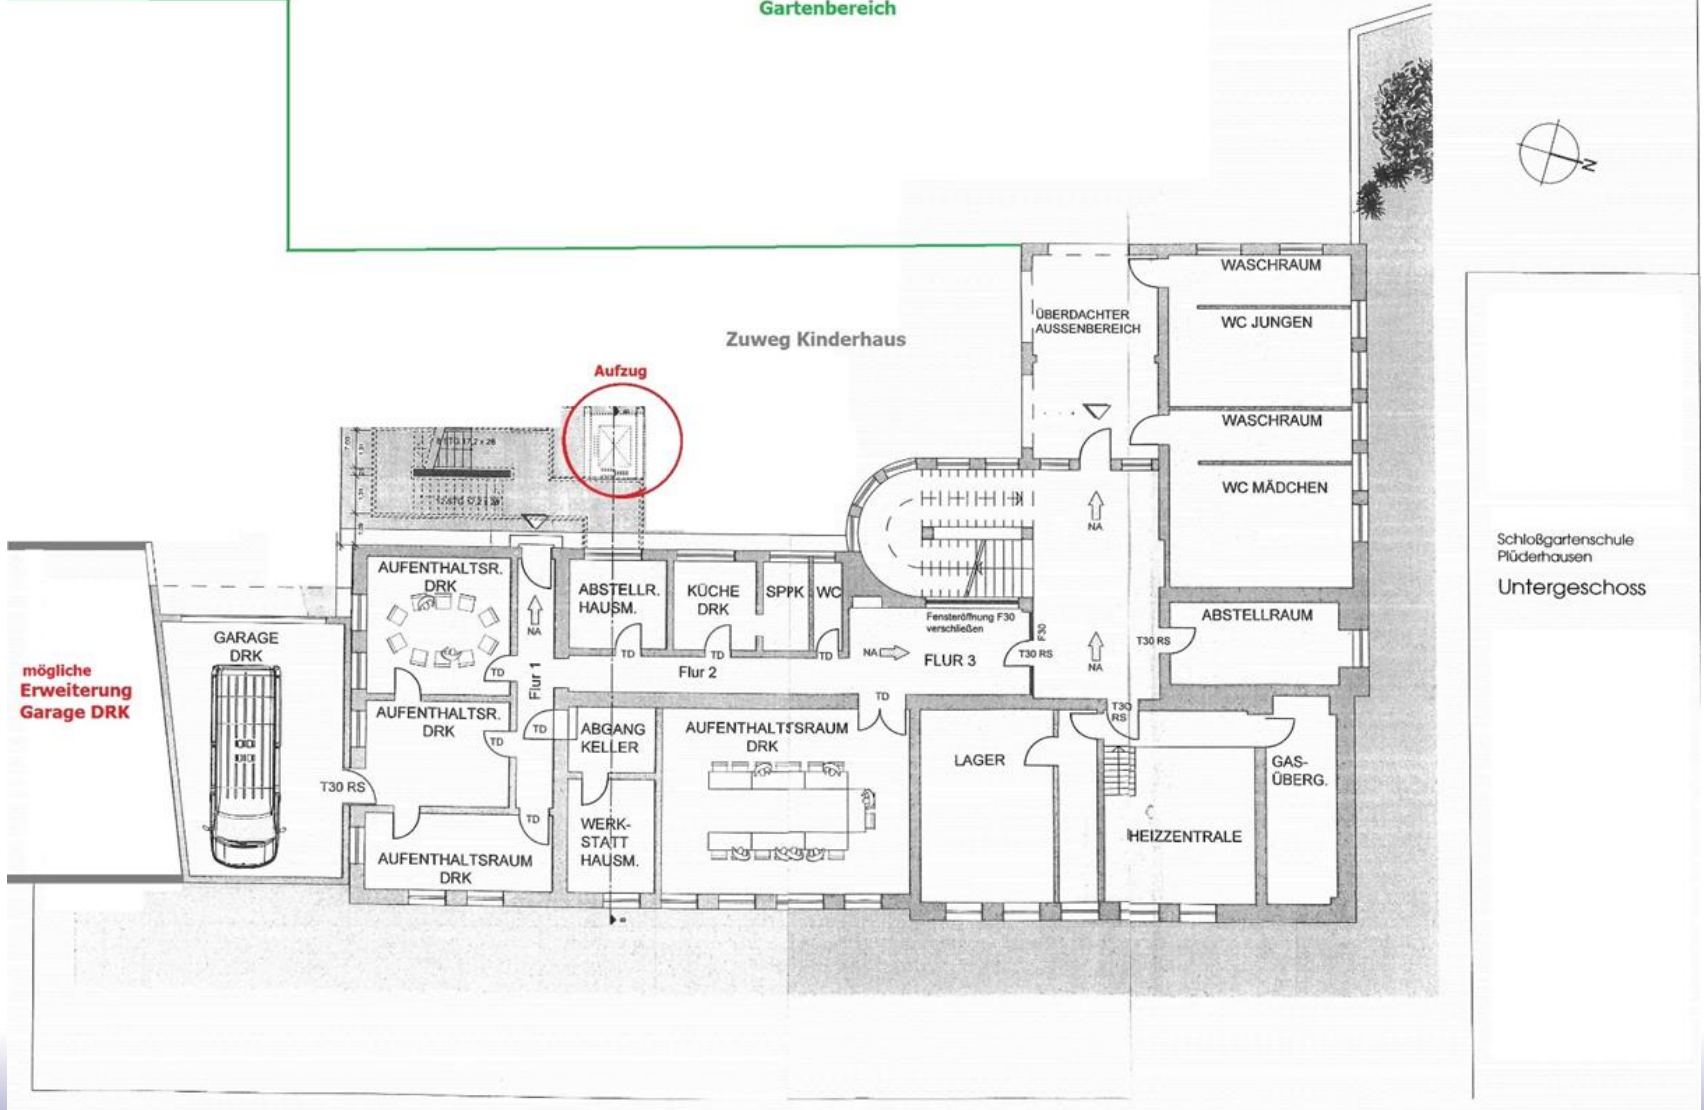 Gartenbereich
N
WASCHRAUM
ÜBERDACHTER
AUSSENBEREICH
WC JUNGEN
Zuweg Kinderhaus
Aufzug
WASCHRAUM
WC MÄDCHEN
NA
Schloßgartenschule
Plüderhausen
Untergeschoss
AUFENTHALTSR.
DRK
ABSTELLR.
HAUSM.
KÜCHE
DRK
WC
NA
Fensteröffnung F30
verschließen
F30
ABSTELLRAUM
GARAGE
DRK
TD
TD
TD
NA
FLUR 3
T30 RS
NA
T30 RS
mögliche
Erweiterung
Garage DRK
TD
Flur 1
Flur 2
TD
AUFENTHALTSR.
DRK
TD
TD
ABGANG
KELLER
AUFENTHALTSRAUM
DRK
T30
RS
LAGER
GAS-
ÜBERG.
T30 RS
TD
WERK-
STATT
HAUSM.
HEIZZENTRALE
AUFENTHALTSRAUM
DRK